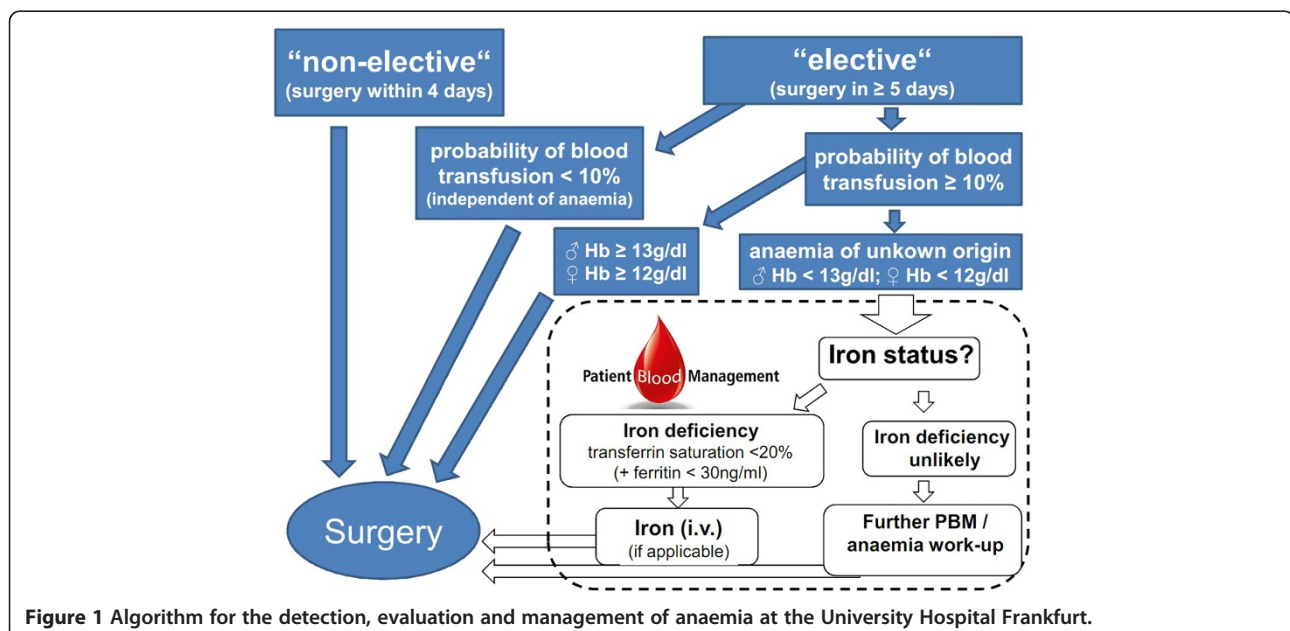 “non-elective“
(surgery within 4 days)
“elective“
(surgery in ≥ 5 days)
probability of blood
transfusion < 10%
(independent of anaemia)
probability of blood
transfusion ≥ 10%
♂ Hb ≥ 13g/dl
♀ Hb ≥ 12g/dl
anaemia of unkown origin
♂ Hb < 13g/dl; ♀ Hb < 12g/dl
Iron status?
Patient Blood Management
Iron deficiency
transferrin saturation <20%
(+ ferritin < 30ng/ml)
Iron deficiency
unlikely
Surgery
Iron (i.v.)
(if applicable)
Further PBM /
anaemia work-up
Figure 1 Algorithm for the detection, evaluation and management of anaemia at the University Hospital Frankfurt.